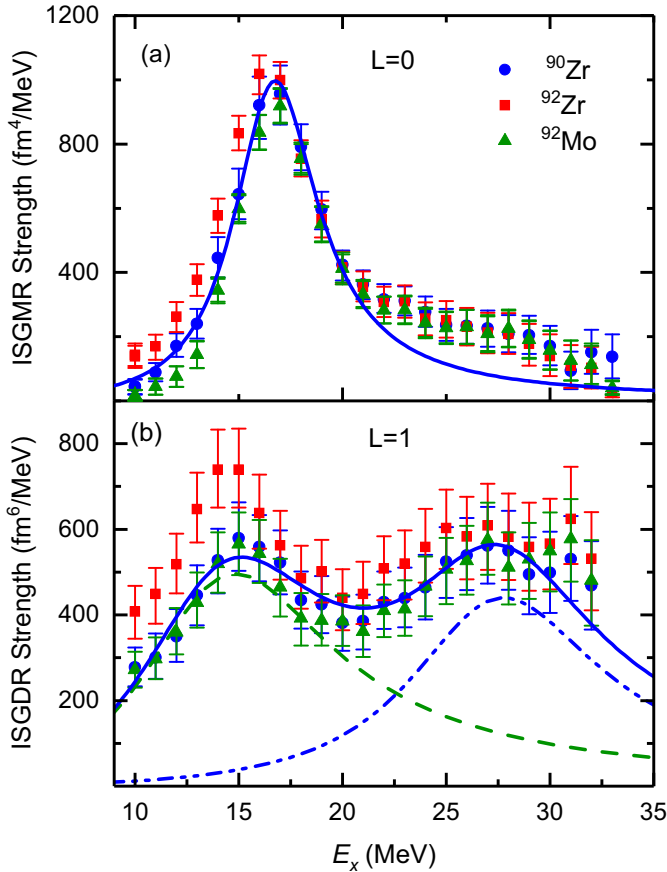 1200
(a)
L=0
⁹⁰Zr
⁹²Zr
⁹²Mo
800
400
ISGMR Strength (fm⁴/MeV)
(b)
L=1
800
600
400
200
ISGDR Strength (fm⁶/MeV)
10 15 20 25 30 35
Eₓ (MeV)